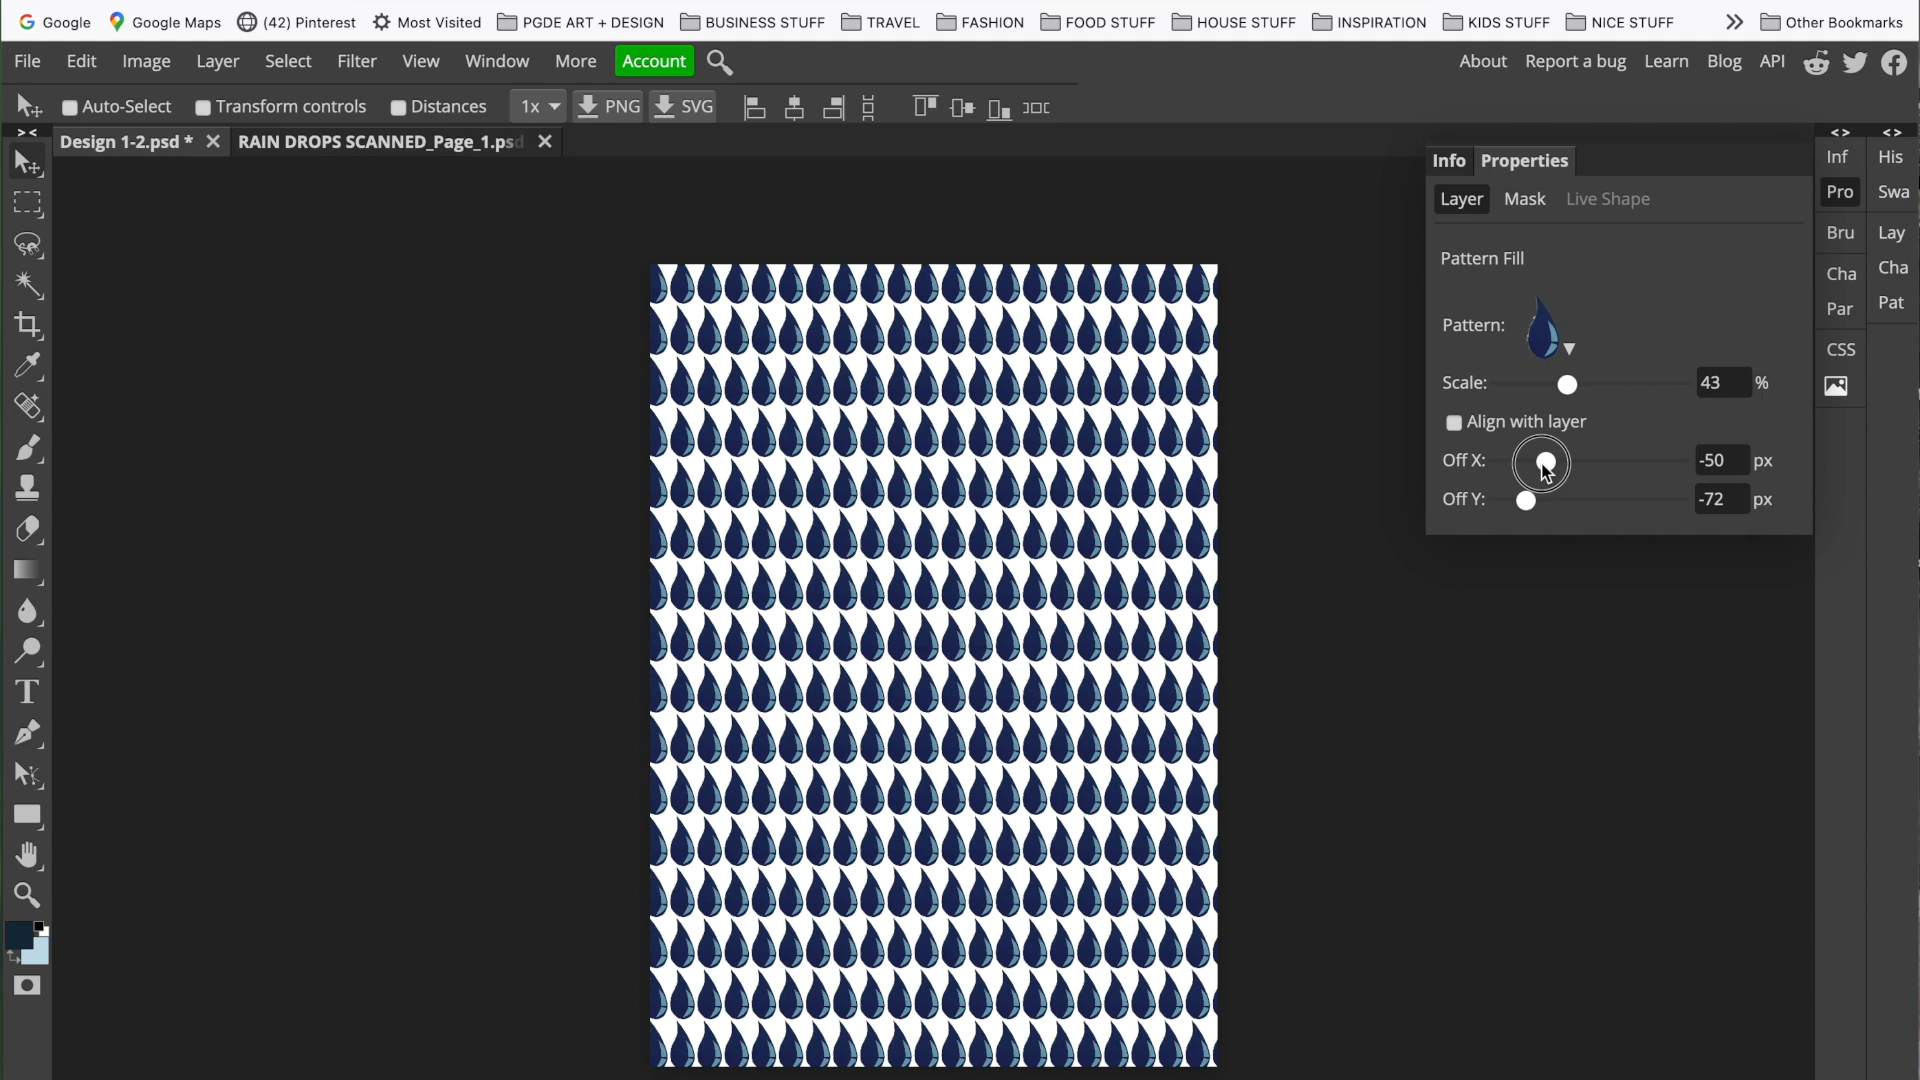 Google Google Maps (42) Pinterest Most Visited PGDE ART + DESIGN BUSINESS STUFF TRAVEL FASHION FOOD STUFF HOUSE STUFF INSPIRATION KIDS STUFF NICE STUFF Other Bookmarks
File Edit Image Layer Select Filter View Window More Account About Report a bug Learn Blog API
Auto-Select Transform controls Distances 1x PNG SVG
Design 1-2.psd * RAIN DROPS SCANNED_Page_1.psd
Info Properties Inf His
Layer Mask Live Shape Pro Swa
Bru Lay
Pattern Fill
Cha Cha
Par Pat
Pattern:
CSS
Scale: 43 %
Align with layer
Off X: -50 px
Off Y: -72 px